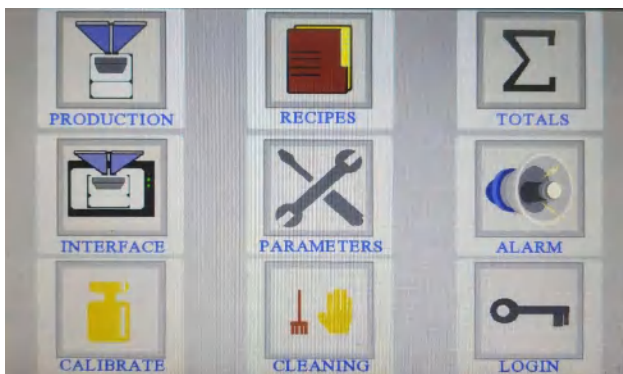 PRODUCTION
RECIPES
TOTALS
INTERFACE
PARAMETERS
ALARM
CALIBRATE
CLEANING
LOGIN